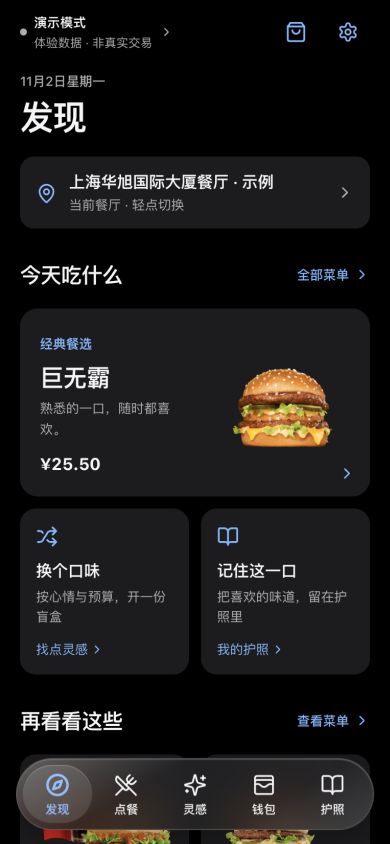 演示模式
体验数据 · 非真实交易
11月2日星期一
发现
上海华旭国际大厦餐厅 · 示例
当前餐厅 · 轻点切换
今天吃什么
全部菜单
经典餐选
巨无霸
熟悉的一口，随时都喜
欢。
¥25.50
换个口味
按心情与预算，开一份
盲盒
找点灵感
记住这一口
把喜欢的味道，留在护
照里
我的护照
再看看这些
查看菜单
发现
点餐
灵感
钱包
护照